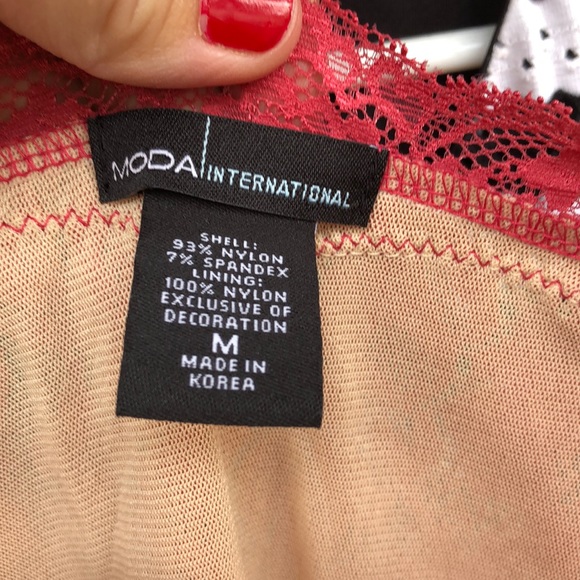 MODA INTERNATIONAL
SHELL:
93% NYLON
7% SPANDEX
LINING:
100% NYLON
EXCLUSIVE OF
DECORATION
M
MADE IN
KOREA